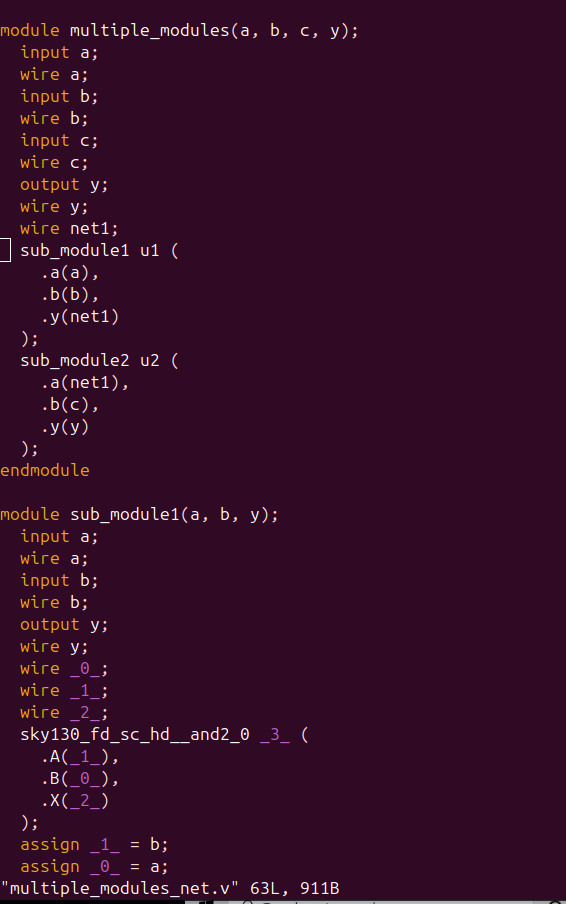 module multiple_modules(a, b, c, y);
  input a;
  wire a;
  input b;
  wire b;
  input c;
  wire c;
  output y;
  wire y;
  wire net1;
  sub_module1 u1 (
    .a(a),
    .b(b),
    .y(net1)
  );
  sub_module2 u2 (
    .a(net1),
    .b(c),
    .y(y)
  );
endmodule

module sub_module1(a, b, y);
  input a;
  wire a;
  input b;
  wire b;
  output y;
  wire y;
  wire _0_;
  wire _1_;
  wire _2_;
  sky130_fd_sc_hd__and2_0 _3_ (
    .A(_1_),
    .B(_0_),
    .X(_2_)
  );
  assign _1_ = b;
  assign _0_ = a;
"multiple_modules_net.v" 63L, 911B